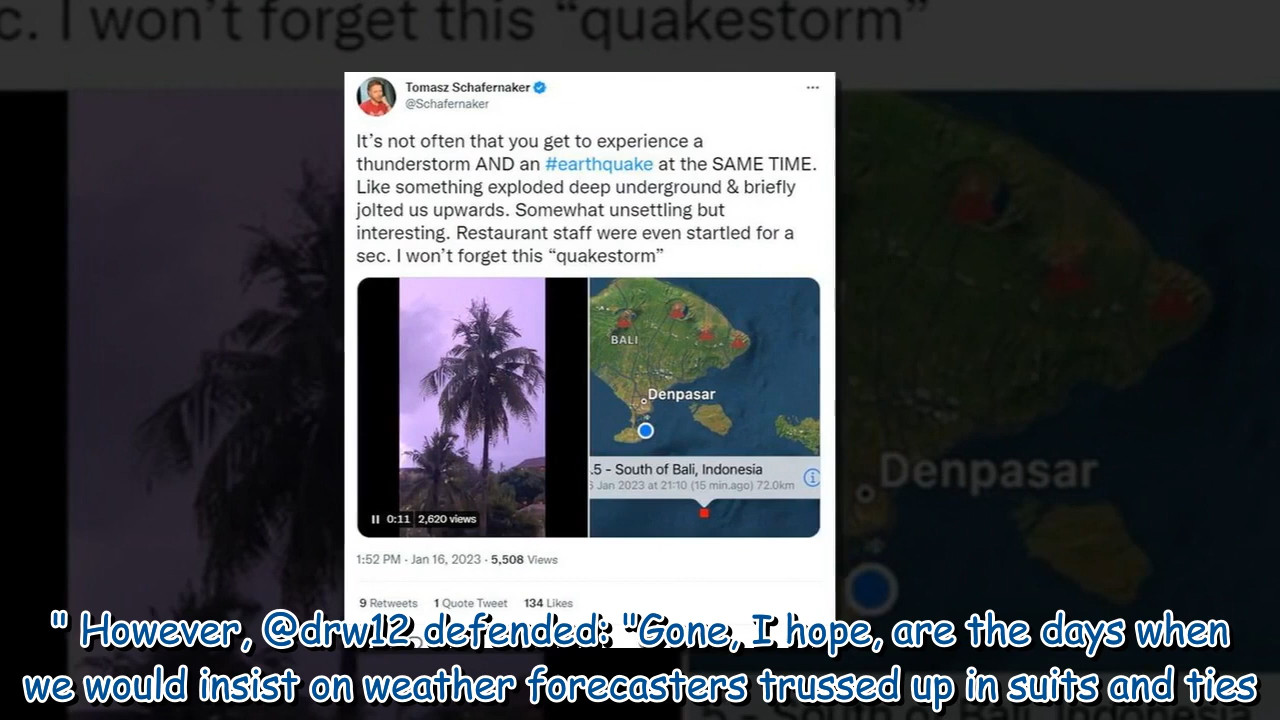 c. I won't forget this “quakestorm”
Tomasz Schafernaker
@Schafernaker
It's not often that you get to experience a
thunderstorm AND an #earthquake at the SAME TIME.
Like something exploded deep underground & briefly
jolted us upwards. Somewhat unsettling but
interesting. Restaurant staff were even startled for a
sec. I won't forget this “quakestorm”
BALI
Denpasar
.5 - South of Bali, Indonesia
Jan 2023 at 21:10 (15 min.ago) 72.0km
0:11 2,620 views
Denpasar
1:52 PM · Jan 16, 2023 · 5,508 Views
9 Retweets 1 Quote Tweet 134 Likes
" However, @drw12 defended: "Gone, I hope, are the days when
we would insist on weather forecasters trussed up in suits and ties